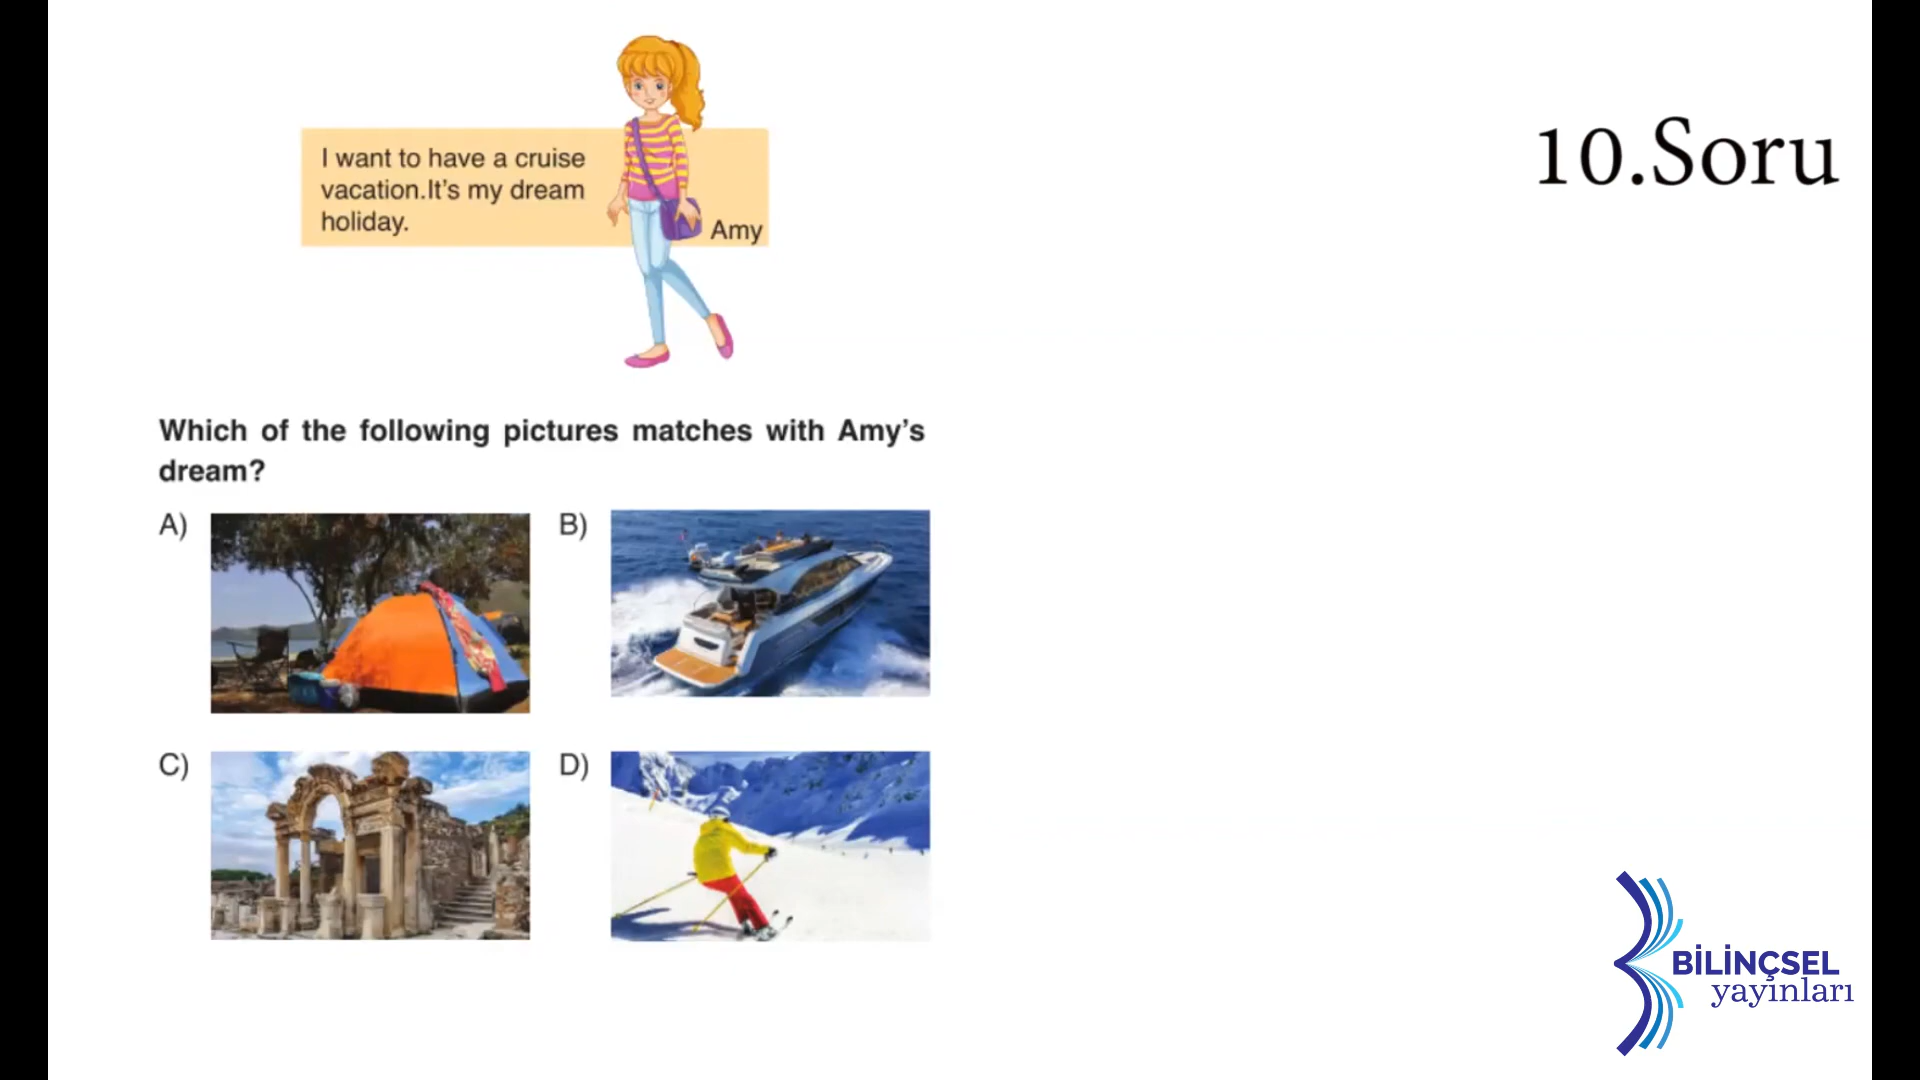 I want to have a cruise
vacation.It's my dream
holiday.
Amy
10.Soru
Which of the following pictures matches with Amy's
dream?
A)
B)
C)
D)
BİLİNÇSEL
yayınları